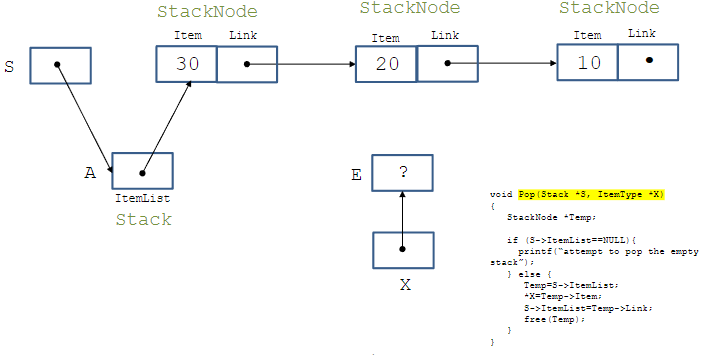 StackNode StackNode StackNode
Item Link Item Link Item Link
S 30 20 10
A E ?
ItemList
Stack
X
void Pop(Stack *S, ItemType *X)
{
StackNode *Temp;
if (S->ItemList==NULL){
printf("attempt to pop the empty
stack");
} else {
Temp=S->ItemList;
*X=Temp->Item;
S->ItemList=Temp->Link;
free(Temp);
}
}